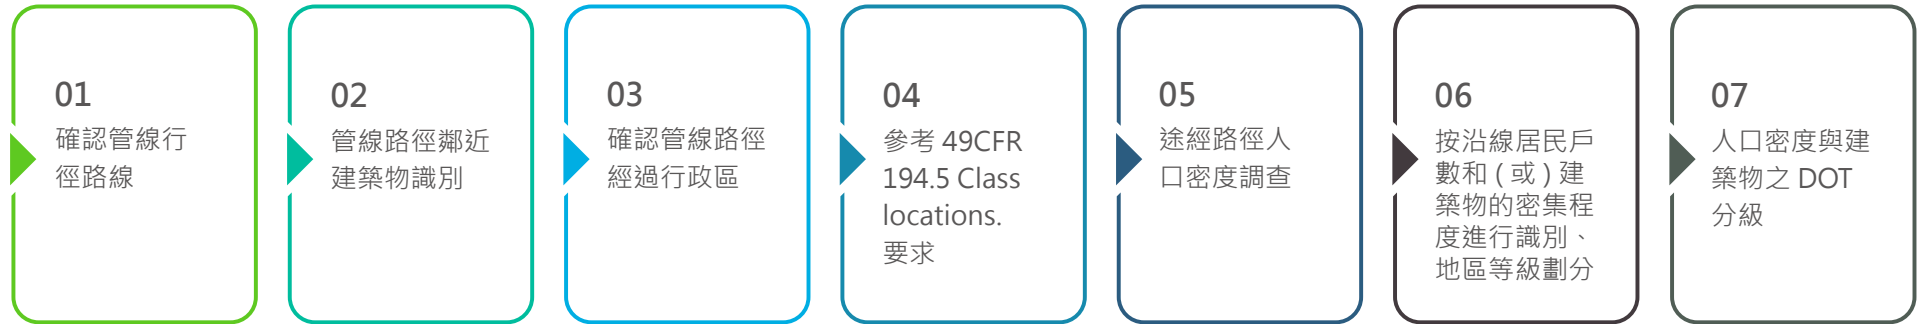 01
確認管線行
徑路線
02
管線路徑鄰近
建築物識別
03
確認管線路徑
經過行政區
04
參考 49CFR
194.5 Class
locations.
要求
05
途經路徑人
口密度調查
06
按沿線居民戶
數和 ( 或 ) 建
築物的密集程
度進行識別、
地區等級劃分
07
人口密度與建
築物之 DOT
分級